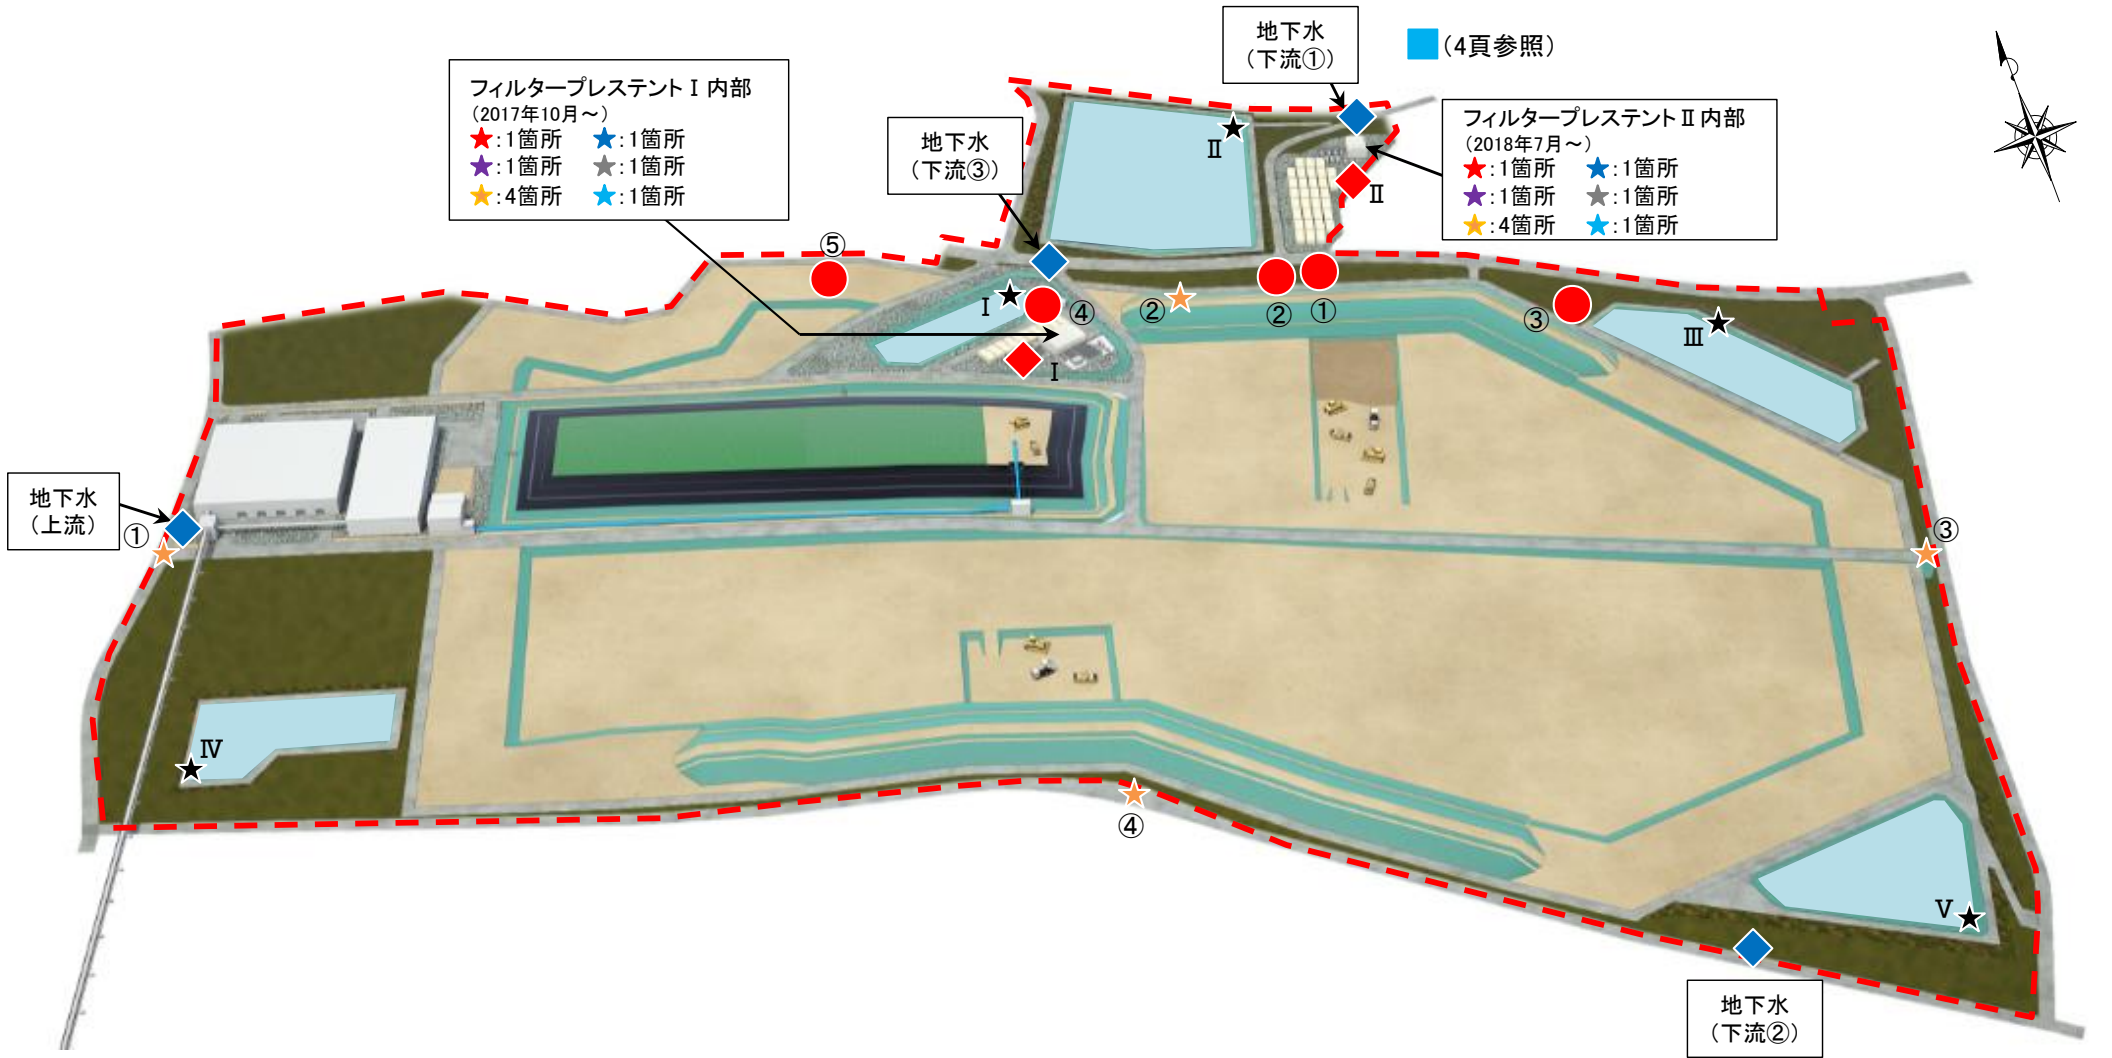 地下水
(下流①)
(4頁参照)
フィルタープレステントⅠ内部
(2017年10月～)
★:1箇所 ★:1箇所
★:1箇所 ★:1箇所
★:4箇所 ★:1箇所
地下水
(下流③)
フィルタープレステントⅡ内部
(2018年7月～)
★:1箇所 ★:1箇所
★:1箇所 ★:1箇所
★:4箇所 ★:1箇所
Ⅱ
Ⅱ
⑤
Ⅰ
④
②
②
①
③
Ⅲ
Ⅰ
地下水
(上流)
①
③
Ⅳ
④
Ⅴ
地下水
(下流②)